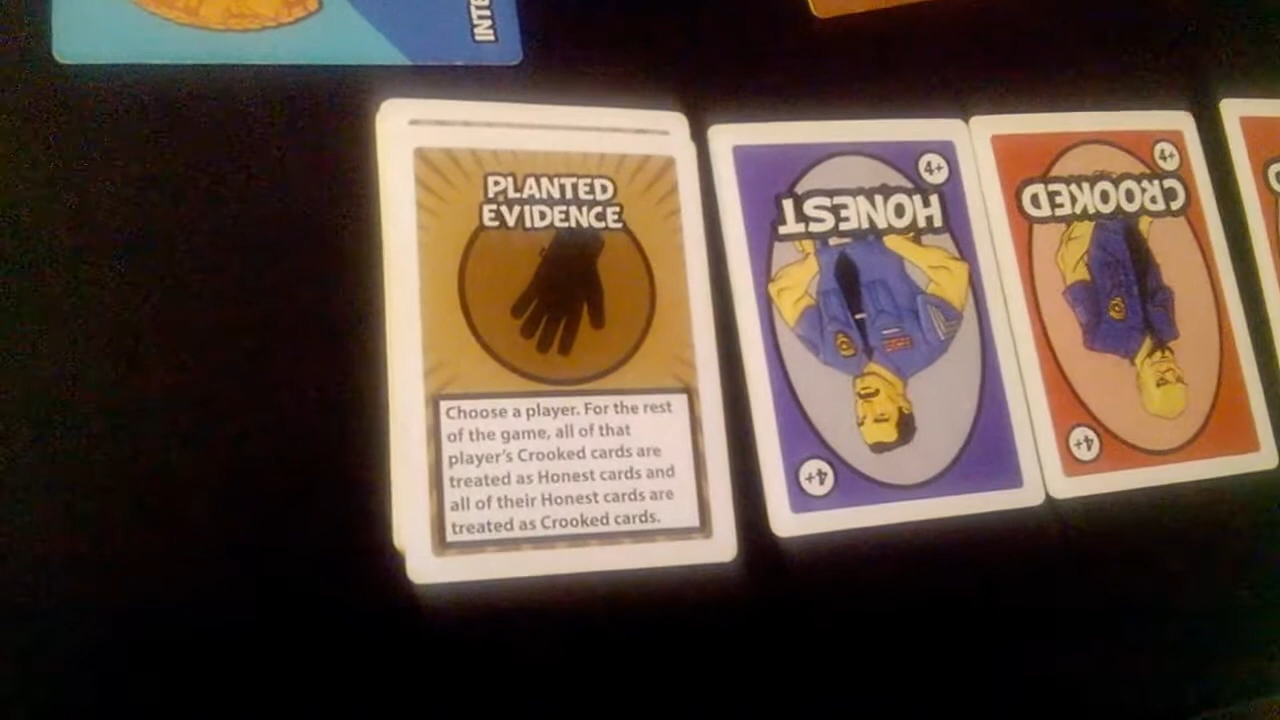 INTE
PLANTED
EVIDENCE
Choose a player. For the rest
of the game, all of that
player's Crooked cards are
treated as Honest cards and
all of their Honest cards are
treated as Crooked cards.
4+
HONEST
4+
4+
CROOKED
4+